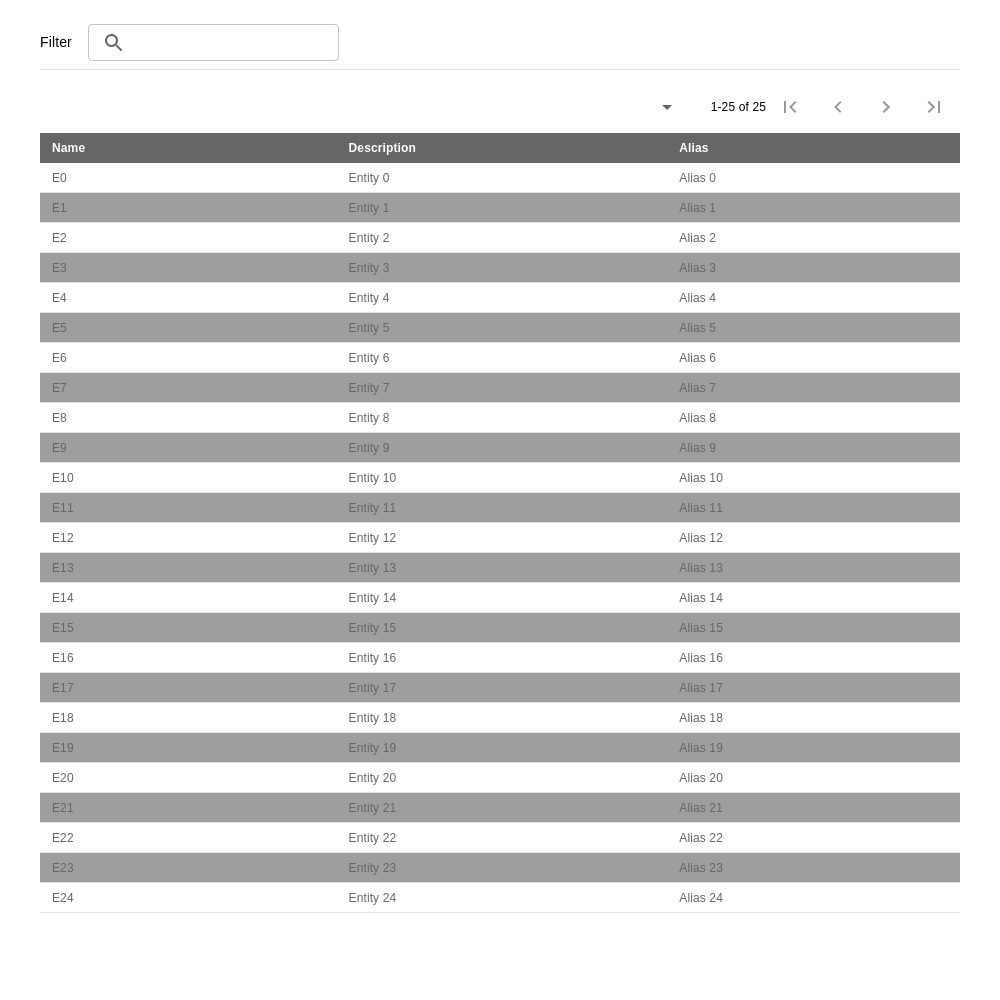 Filter
1-25 of 25
Name Description Alias
E0 Entity 0 Alias 0
E1 Entity 1 Alias 1
E2 Entity 2 Alias 2
E3 Entity 3 Alias 3
E4 Entity 4 Alias 4
E5 Entity 5 Alias 5
E6 Entity 6 Alias 6
E7 Entity 7 Alias 7
E8 Entity 8 Alias 8
E9 Entity 9 Alias 9
E10 Entity 10 Alias 10
E11 Entity 11 Alias 11
E12 Entity 12 Alias 12
E13 Entity 13 Alias 13
E14 Entity 14 Alias 14
E15 Entity 15 Alias 15
E16 Entity 16 Alias 16
E17 Entity 17 Alias 17
E18 Entity 18 Alias 18
E19 Entity 19 Alias 19
E20 Entity 20 Alias 20
E21 Entity 21 Alias 21
E22 Entity 22 Alias 22
E23 Entity 23 Alias 23
E24 Entity 24 Alias 24